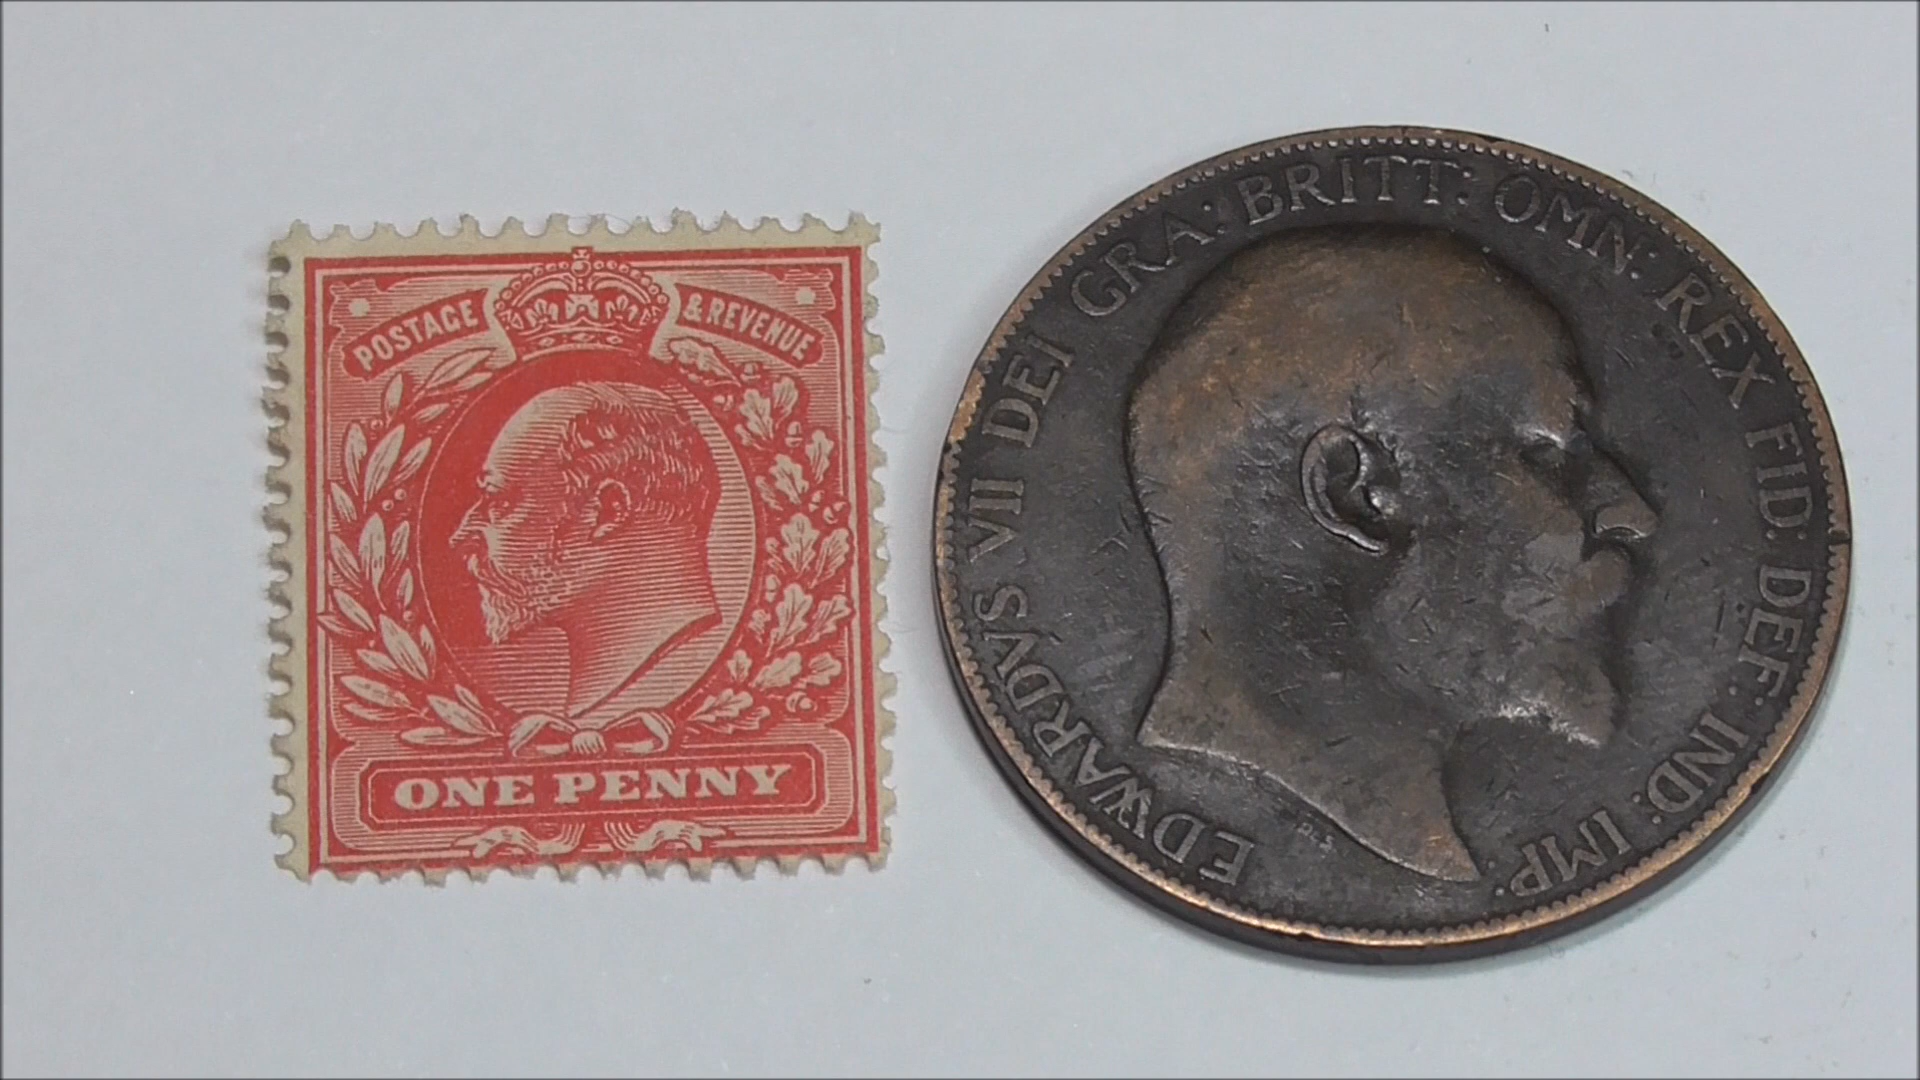 POSTAGE & REVENUE
ONE PENNY
EDWARDVS VII DEI GRA: BRITT: OMN: REX FID: DEF: IND: IMP: